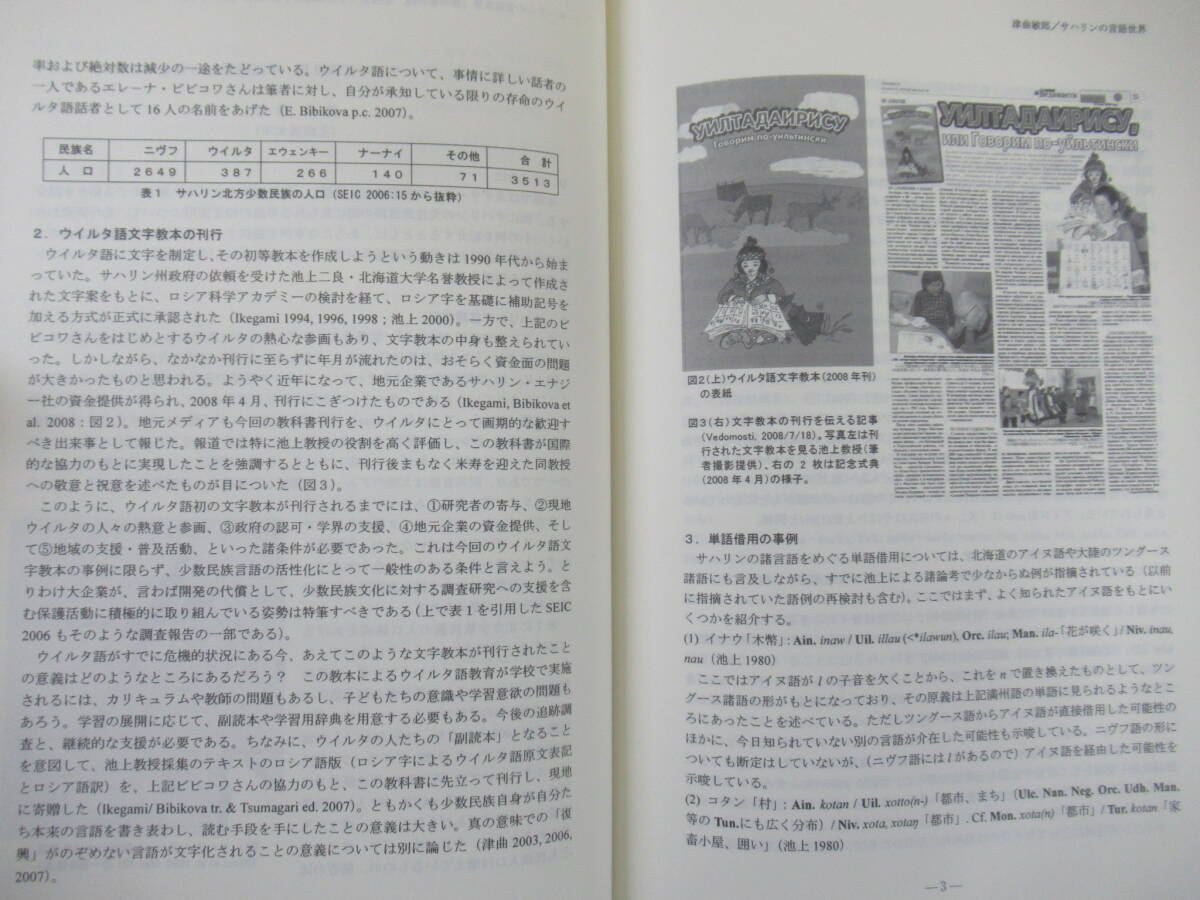 率および絶対数は減少の一途をたどっている。ウイルタ語について、事情に詳しい話者の
一人であるエレーナ・ビビコワさんは筆者に対し、自分が承知している限りの存命のウイ
ルタ語話者として 16 人の名前をあげた (E. Bibikova p.c. 2007)。
民族名 ニヴフ ウイルタ エウェンキー ナーナイ その他 合計
人口 2649 387 266 140 71 3513
表1 サハリン北方少数民族の人口 (SEIC 2006:15 から抜粋)
2．ウイルタ語文字教本の刊行
ウイルタ語に文字を制定し、その初等教本を作成しようという動きは 1990 年代から始ま
っていた。サハリン州政府の依頼を受けた池上二良・北海道大学名誉教授によって作成さ
れた文字案をもとに、ロシア科学アカデミーの検討を経て、ロシア字を基礎に補助記号を
加える方式が正式に承認された (Ikegami 1994, 1996, 1998 ; 池上 2000)。一方で、上記のビ
ビコワさんをはじめとするウイルタの熱心な参画もあり、文字教本の中身も整えられてい
った。しかしながら、なかなか刊行に至らずに年月が流れたのは、おそらく資金面の問題
が大きかったものと思われる。ようやく近年になって、地元企業であるサハリン・エナジ
ー社の資金提供が得られ、2008 年 4 月、刊行にこぎつけたものである (Ikegami, Bibikova et
al. 2008 : 図2)。地元メディアも今回の教科書刊行を、ウイルタにとって画期的な歓迎す
べき出来事として報じた。報道では特に池上教授の役割を高く評価し、この教科書が国際
的な協力のもとに実現したことを強調するとともに、刊行後まもなく米寿を迎えた同教授
への敬意と祝意を述べたものが目についた (図3)。
このように、ウイルタ語初の文字教本が刊行されるまでには、①研究者の寄与、②現地
ウイルタの人々の熱意と参画、③政府の認可・学界の支援、④地元企業の資金提供、そし
て⑤地域の支援・普及活動、といった諸条件が必要であった。これは今回のウイルタ語文
字教本の事例に限らず、少数民族言語の活性化にとって一般性のある条件と言えよう。と
りわけ大企業が、言わば開発の代償として、少数民族文化に対する調査研究への支援を含
む保護活動に積極的に取り組んでいる姿勢は特筆すべきである (上で表1を引用した SEIC
2006 もそのような調査報告の一部である)。
ウイルタ語がすでに危機的状況にある今、あえてこのような文字教本が刊行されたこと
の意義はどのようなところにあるだろう？ この教本によるウイルタ語教育が学校で実施
されるには、カリキュラムや教師の問題もあるし、子どもたちの意識や学習意欲の問題も
あろう。学習の展開に応じて、副読本や学習用辞典を用意する必要もある。今後の追跡調
査と、継続的な支援が必要である。ちなみに、ウイルタの人たちの「副読本」となること
を意図して、池上教授採集のテキストのロシア語版 (ロシア字によるウイルタ語原文表記
とロシア語訳) を、上記ビビコワさんの協力のもと、この教科書に先立って刊行し、現地
に寄贈した (Ikegami/ Bibikova tr. & Tsumagari ed. 2007)。ともかくも少数民族自身が自分た
ち本来の言語を書き表わし、読む手段を手にしたことの意義は大きい。真の意味での「復
興」がのぞめない言語が文字化されることの意義については別に論じた (津曲 2003, 2006,
2007)。
津曲敏郎／サハリンの言語世界
УИЛТАДАИРИСУ
Говорим по-уильтински
УИЛТАДАИРИСУ,
или Говорим по-уйльтински
図2(上)ウイルタ語文字教本(2008年刊)
の表紙
図3(右)文字教本の刊行を伝える記事
(Vedomosti, 2008/7/18)。写真左は刊
行された文字教本を見る池上教授(筆
者撮影提供)、右の 2 枚は記念式典
(2008 年 4 月)の様子。
3．単語借用の事例
サハリンの諸言語をめぐる単語借用については、北海道のアイヌ語や大陸のツングース
諸語にも言及しながら、すでに池上による諸論考で少なからぬ例が指摘されている (以前
に指摘されていた語例の再検討も含む)。ここではまず、よく知られたアイヌ語をもとにい
くつかを紹介する。
(1) イナウ「木幣」: Ain. inaw / Uil. illau (<*ilawun), Orc. ilau; Man. ila-「花が咲く」/ Niv. inau,
nau (池上 1980)
ここではアイヌ語が l の子音を欠くことから、これを n で置き換えたものとして、ツン
グース諸語の形がもとになっており、その原義は上記満州語の単語に見られるようなとこ
ろにあったことを述べている。ただしツングース語からアイヌ語が直接借用した可能性の
ほかに、今日知られていない別の言語が介在した可能性も示唆している。ニヴフ語の形に
ついても断定はしていないが、(ニヴフ語には l があるので) アイヌ語を経由した可能性を
示唆している。
(2) コタン「村」: Ain. kotan / Uil. xotto(n-)「都市、まち」(Ulc. Nan. Neg. Orc. Udh. Man.
等の Tun.にも広く分布) / Niv. xota, xotaŋ「都市」. Cf. Mon. xota(n)「都市」/ Tur. kotan「家
畜小屋、囲い」(池上 1980)
—3—